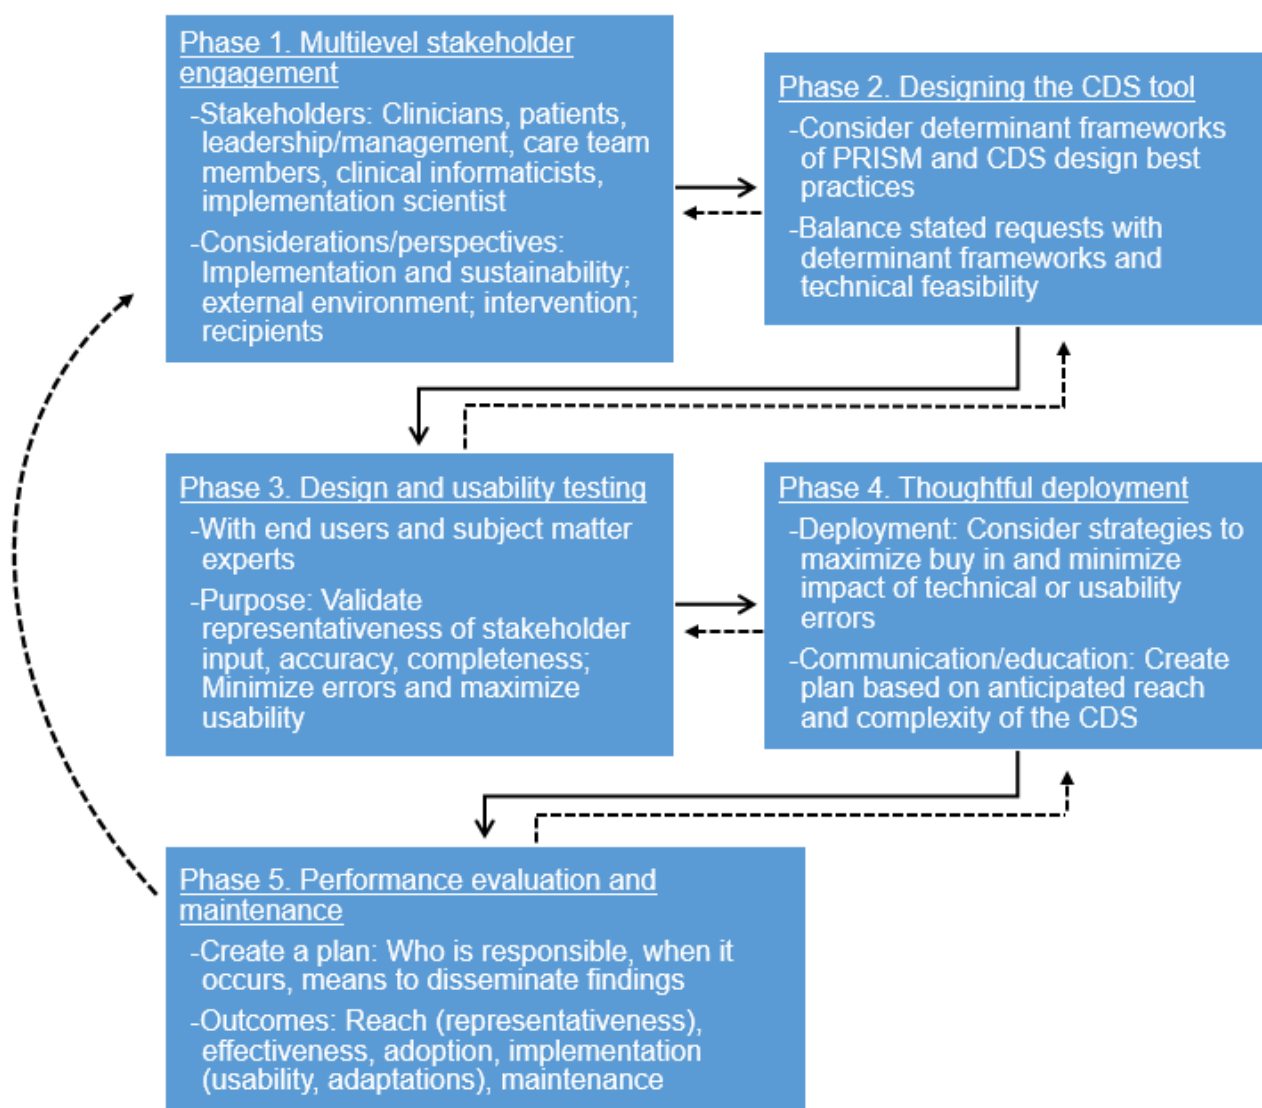 Phase 1. Multilevel stakeholder
engagement
-Stakeholders: Clinicians, patients,
leadership/management, care team
members, clinical informaticists,
implementation scientist
-Considerations/perspectives:
Implementation and sustainability;
external environment; intervention;
recipients
Phase 2. Designing the CDS tool
-Consider determinant frameworks
of PRISM and CDS design best
practices
-Balance stated requests with
determinant frameworks and
technical feasibility
Phase 3. Design and usability testing
-With end users and subject matter
experts
-Purpose: Validate
representativeness of stakeholder
input, accuracy, completeness;
Minimize errors and maximize
usability
Phase 4. Thoughtful deployment
-Deployment: Consider strategies to
maximize buy in and minimize
impact of technical or usability
errors
-Communication/education: Create
plan based on anticipated reach
and complexity of the CDS
Phase 5. Performance evaluation and
maintenance
-Create a plan: Who is responsible, when it
occurs, means to disseminate findings
-Outcomes: Reach (representativeness),
effectiveness, adoption, implementation
(usability, adaptations), maintenance